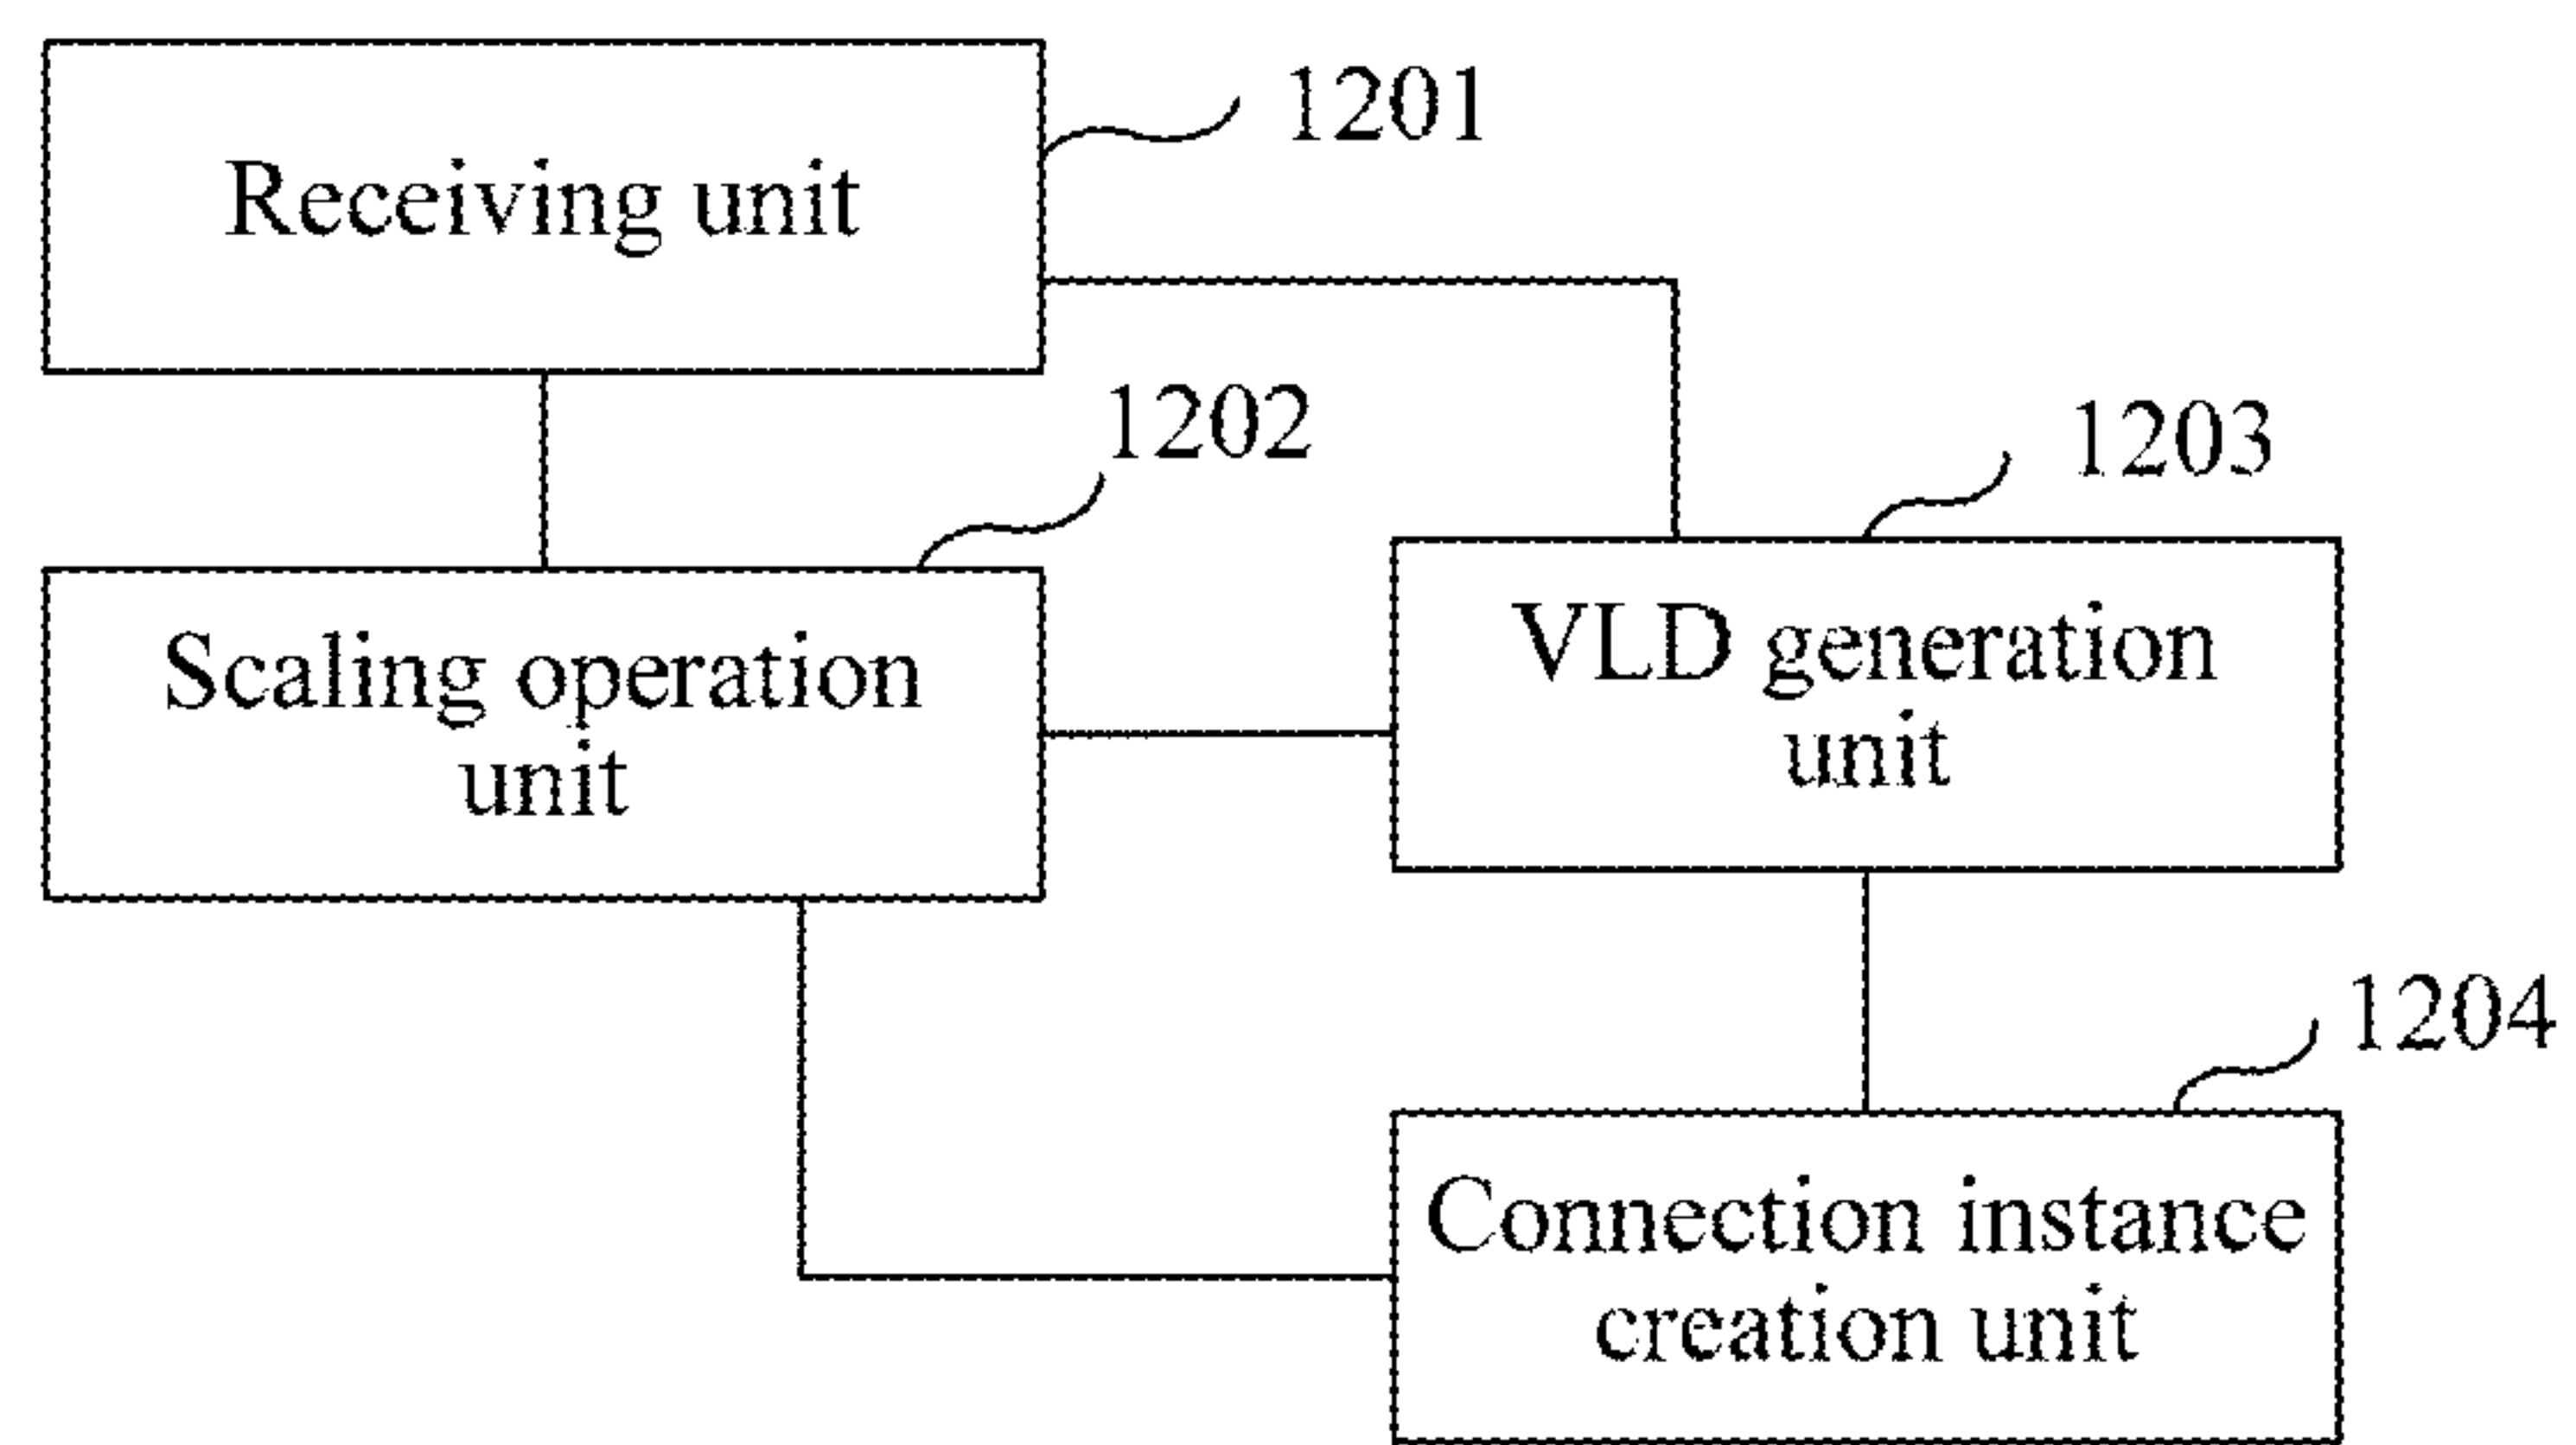 1201
Receiving unit
1202
1203
Scaling operation
unit
VLD generation
unit
1204
Connection instance
creation unit